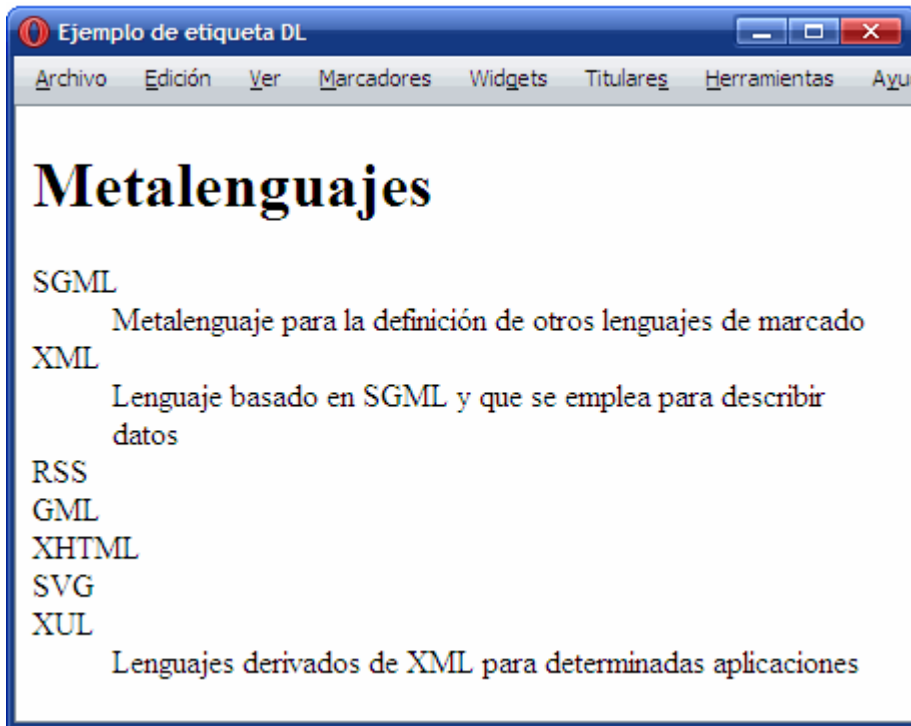 Ejemplo de etiqueta DL
Archivo Edición Ver Marcadores Widgets Titulares Herramientas Ayu
Metalenguajes
SGML
Metalenguaje para la definición de otros lenguajes de marcado
XML
Lenguaje basado en SGML y que se emplea para describir
datos
RSS
GML
XHTML
SVG
XUL
Lenguajes derivados de XML para determinadas aplicaciones